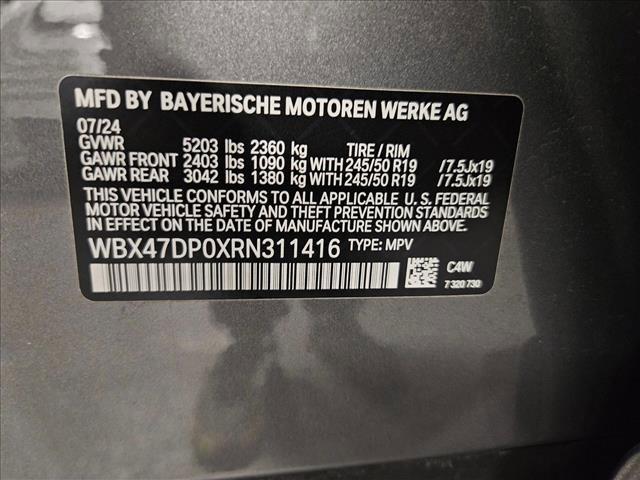 MFD BY BAYERISCHE MOTOREN WERKE AG
07/24
GVWR 5203 lbs 2360 kg TIRE / RIM
GAWR FRONT 2403 lbs 1090 kg WITH 245/50 R19 /7.5Jx19
GAWR REAR 3042 lbs 1380 kg WITH 245/50 R19 /7.5Jx19
THIS VEHICLE CONFORMS TO ALL APPLICABLE U. S. FEDERAL
MOTOR VEHICLE SAFETY AND THEFT PREVENTION STANDARDS
IN EFFECT ON THE DATE OF MANUFACTURE SHOWN ABOVE.
WBX47DP0XRN311416 TYPE: MPV
C4W
7 320 730